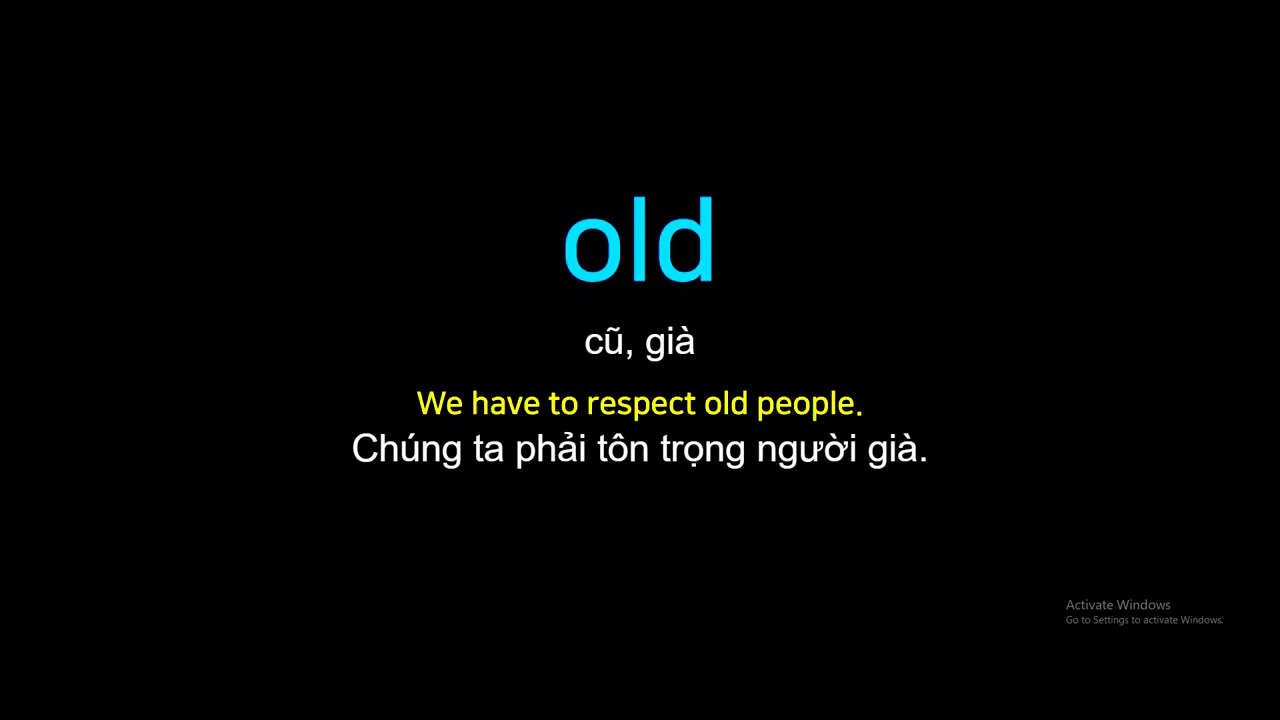 old
cũ, già
We have to respect old people.
Chúng ta phải tôn trọng người già.
Activate Windows
Go to Settings to activate Windows.